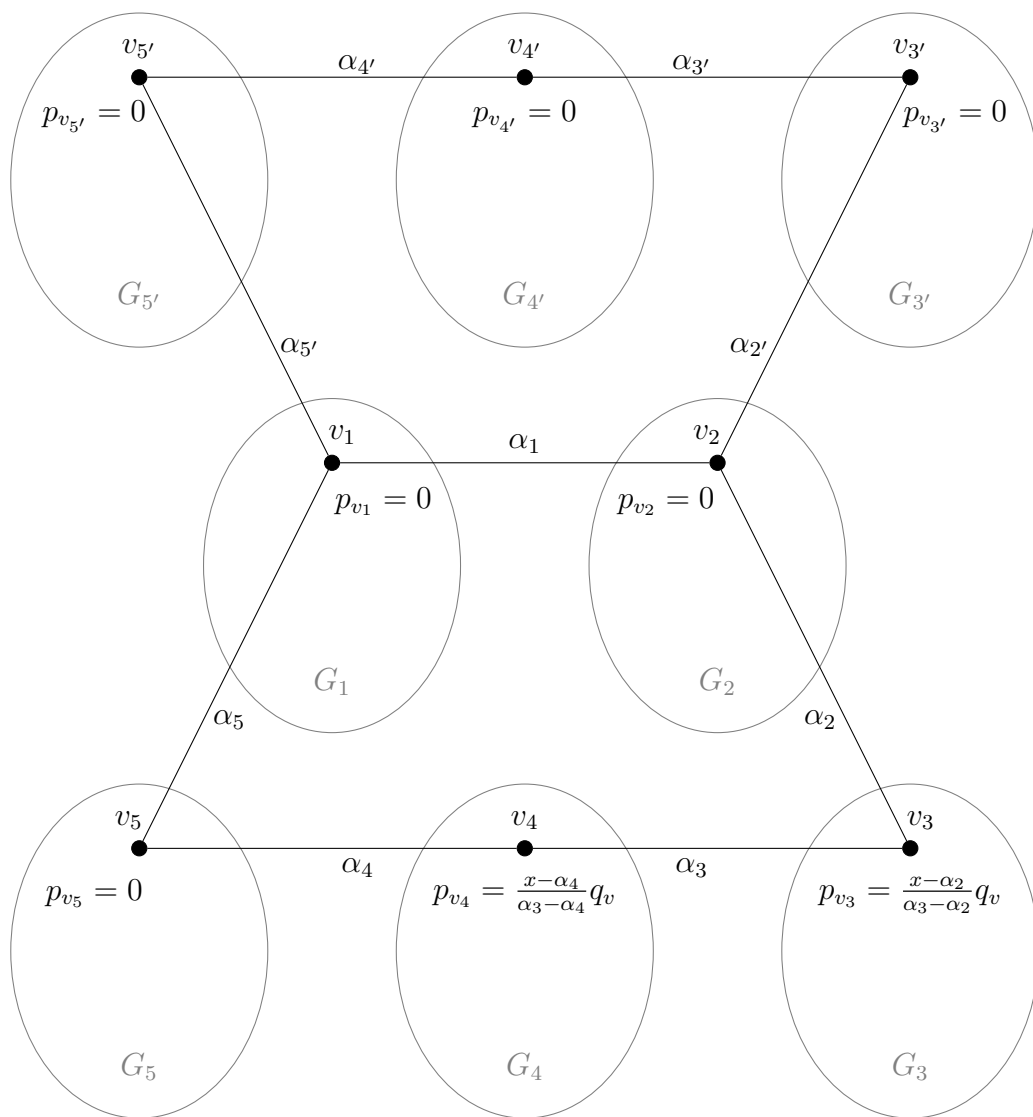 v_{5'} v_{4'} v_{3'}
α_{4'} α_{3'}
p_{v_{5'}} = 0 p_{v_{4'}} = 0 p_{v_{3'}} = 0
G_{5'} G_{4'} G_{3'}
α_{5'} α_{2'}
v_1 α_1 v_2
p_{v_1} = 0 p_{v_2} = 0
G_1 G_2
α_5 α_2
v_5 v_4 v_3
α_4 α_3
p_{v_5} = 0 p_{v_4} = \frac{x-α_4}{α_3-α_4} q_v p_{v_3} = \frac{x-α_2}{α_3-α_2} q_v
G_5 G_4 G_3